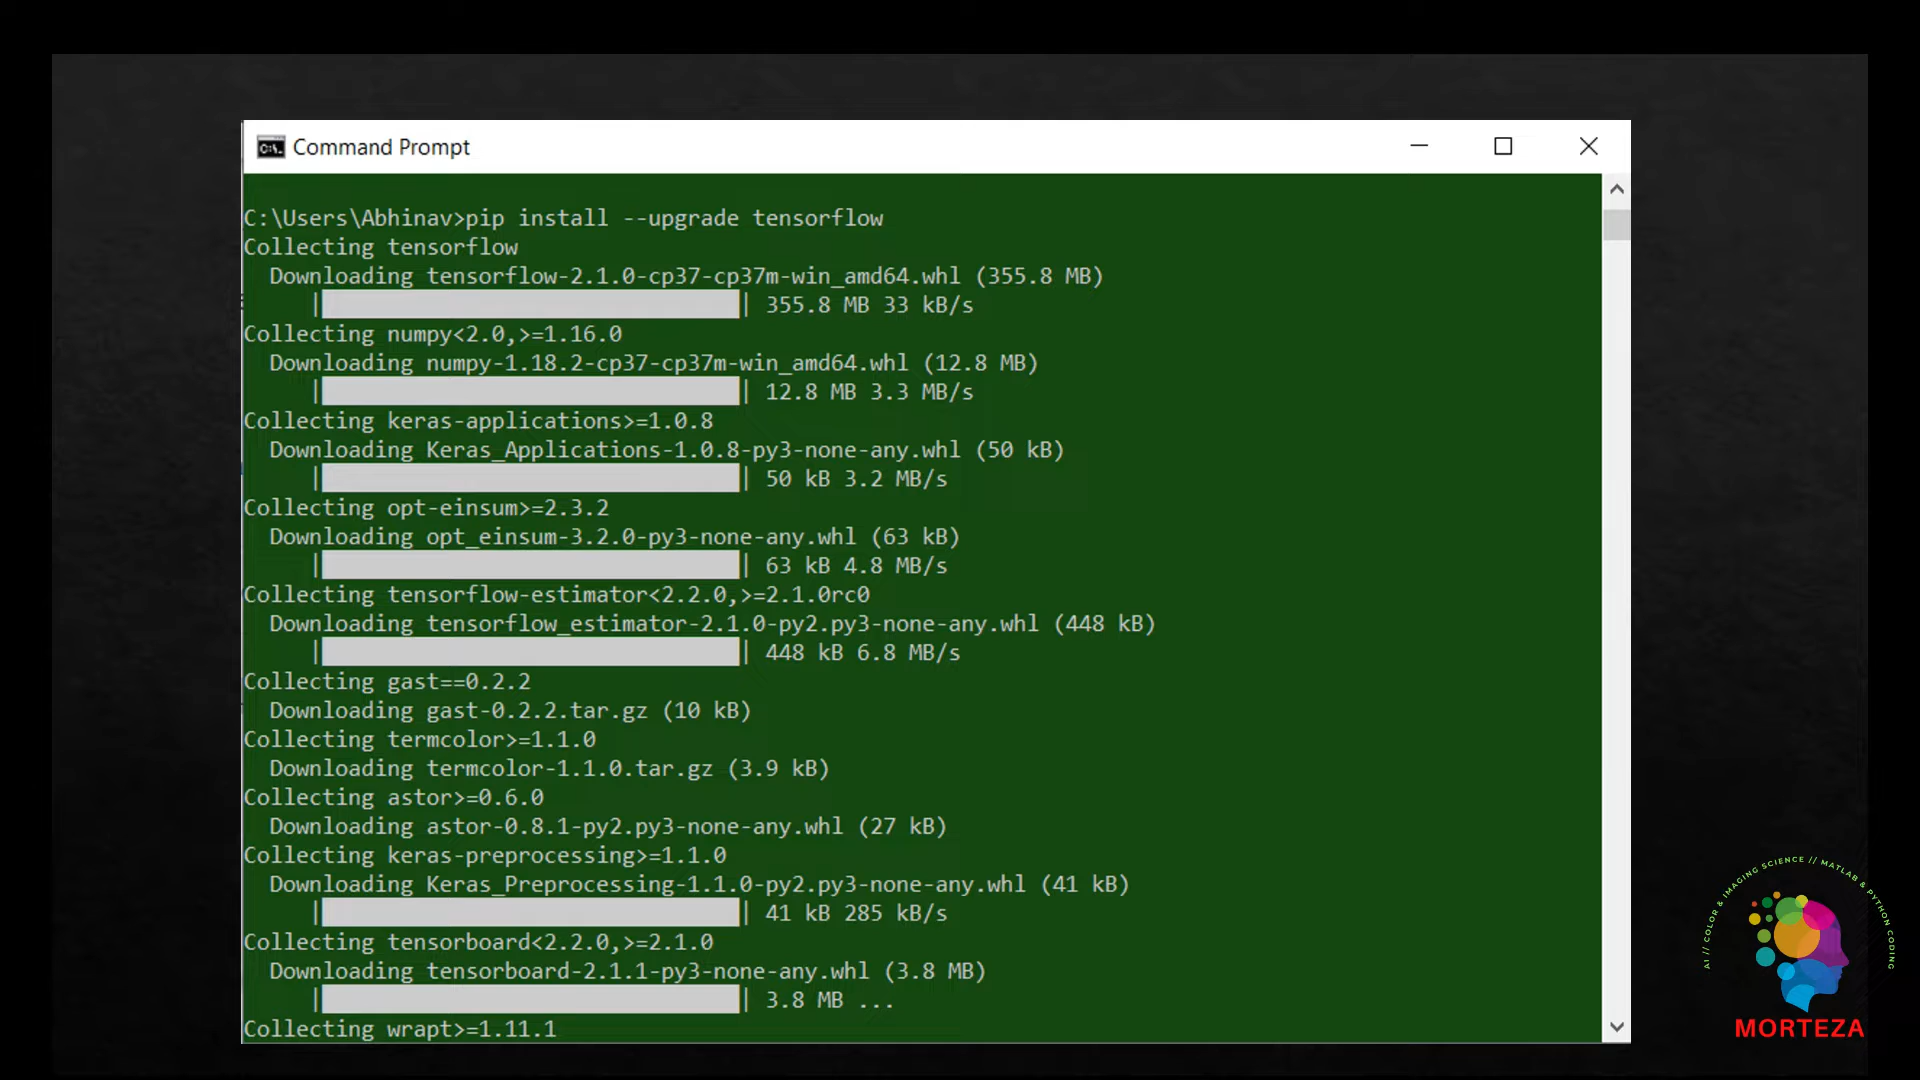 Command Prompt
C:\Users\Abhinav>pip install --upgrade tensorflow
Collecting tensorflow
Downloading tensorflow-2.1.0-cp37-cp37m-win_amd64.whl (355.8 MB)
355.8 MB 33 kB/s
Collecting numpy<2.0,>=1.16.0
Downloading numpy-1.18.2-cp37-cp37m-win_amd64.whl (12.8 MB)
12.8 MB 3.3 MB/s
Collecting keras-applications>=1.0.8
Downloading Keras_Applications-1.0.8-py3-none-any.whl (50 kB)
50 kB 3.2 MB/s
Collecting opt-einsum>=2.3.2
Downloading opt_einsum-3.2.0-py3-none-any.whl (63 kB)
63 kB 4.8 MB/s
Collecting tensorflow-estimator<2.2.0,>=2.1.0rc0
Downloading tensorflow_estimator-2.1.0-py2.py3-none-any.whl (448 kB)
448 kB 6.8 MB/s
Collecting gast==0.2.2
Downloading gast-0.2.2.tar.gz (10 kB)
Collecting termcolor>=1.1.0
Downloading termcolor-1.1.0.tar.gz (3.9 kB)
Collecting astor>=0.6.0
Downloading astor-0.8.1-py2.py3-none-any.whl (27 kB)
Collecting keras-preprocessing>=1.1.0
Downloading Keras_Preprocessing-1.1.0-py2.py3-none-any.whl (41 kB)
41 kB 285 kB/s
Collecting tensorboard<2.2.0,>=2.1.0
Downloading tensorboard-2.1.1-py3-none-any.whl (3.8 MB)
3.8 MB ...
Collecting wrapt>=1.11.1
AI // COLOR & IMAGING SCIENCE // MATLAB & PYTHON CODING
MORTEZA